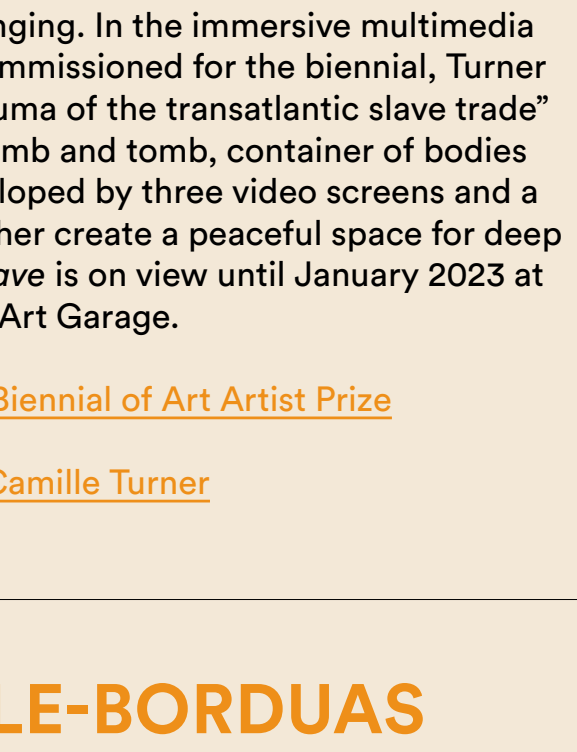 nging. In the immersive multimedia
mmissioned for the biennial, Turner
uma of the transatlantic slave trade”
mb and tomb, container of bodies
loped by three video screens and a
her create a peaceful space for deep
ave is on view until January 2023 at
Art Garage.
Biennial of Art Artist Prize
Camille Turner
LE-BORDUAS